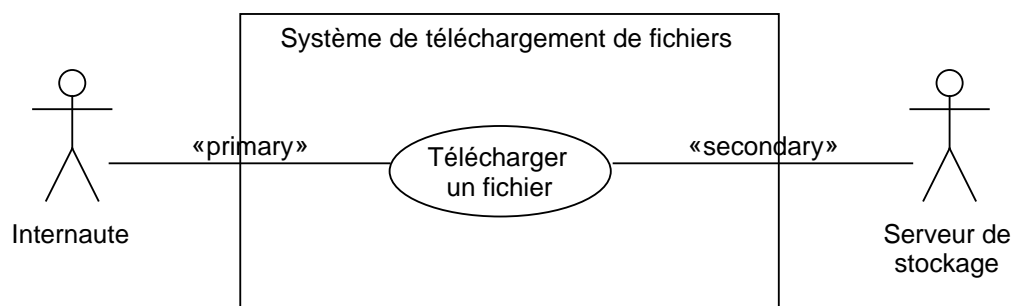 Système de téléchargement de fichiers
«primary»
«secondary»
Télécharger
un fichier
Internaute
Serveur de
stockage